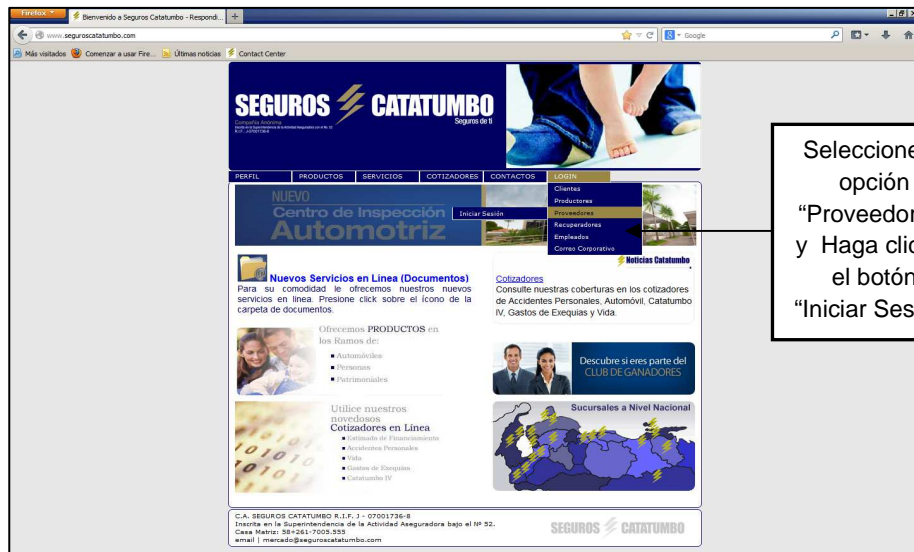 Firefox
Bienvenido a Seguros Catatumbo - Respondi...
www.seguroscatatumbo.com
Google
Más visitados
Comenzar a usar Fire...
Últimas noticias
Contact Center
SEGUROS CATATUMBO
Seguros de ti
Compañía Anónima
PERFIL
PRODUCTOS
SERVICIOS
COTIZADORES
CONTACTOS
LOGIN
Clientes
Productores
Proveedores
Recuperadores
Empleados
Correo Corporativo
Iniciar Sesión
NUEVO
Centro de Inspección
Automotriz
Seleccione
opción
“Proveedor
y Haga clic
el botón
“Iniciar Ses
Nuevos Servicios en Línea (Documentos)
Para su comodidad le ofrecemos nuestros nuevos
servicios en linea. Presione click sobre el ícono de la
carpeta de documentos.
Noticias Catatumbo
Cotizadores
Consulte nuestras coberturas en los cotizadores
de Accidentes Personales, Automóvil, Catatumbo
IV, Gastos de Exequias y Vida.
Ofrecemos PRODUCTOS en
los Ramos de:
Automóviles
Personas
Patrimoniales
Descubre si eres parte del
CLUB DE GANADORES
Utilice nuestros
novedosos
Cotizadores en Línea
Estimado de Financiamiento
Accidentes Personales
Vida
Gastos de Exequias
Catatumbo IV
Sucursales a Nivel Nacional
C.A. SEGUROS CATATUMBO R.I.F. J - 07001736-8
Inscrita en la Superintendencia de la Actividad Aseguradora bajo el Nº 52.
Casa Matriz: 58+261-7005.555
email | mercado@seguroscatatumbo.com
SEGUROS CATATUMBO